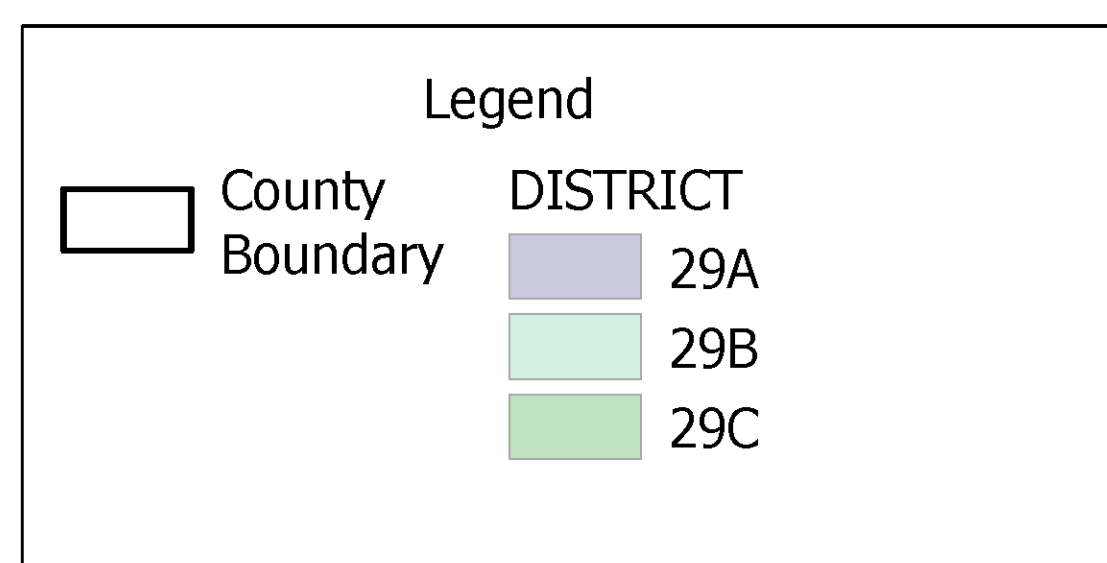 Legend
County
Boundary
DISTRICT
29A
29B
29C